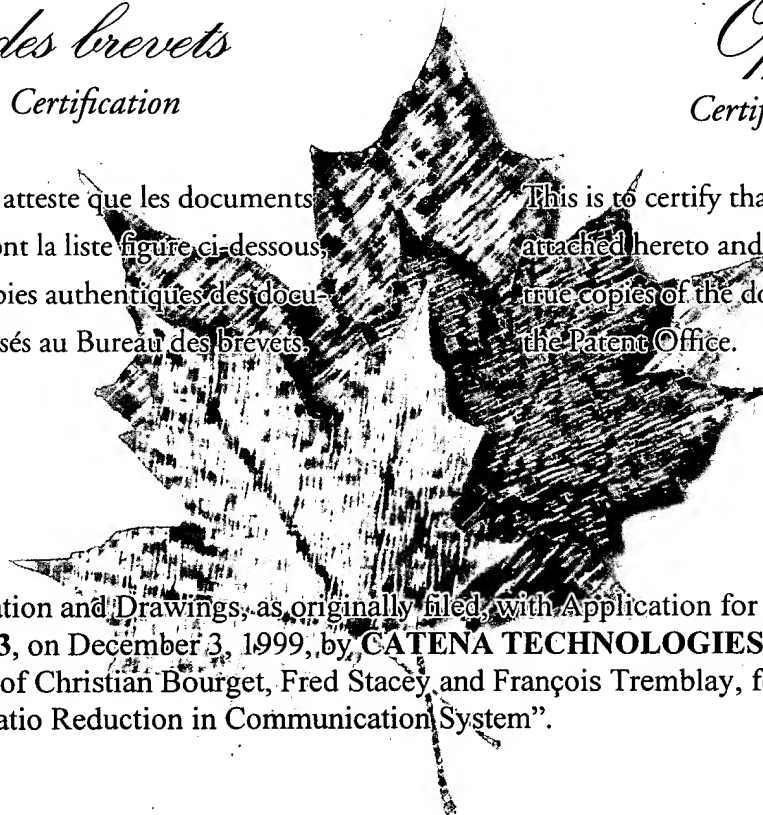 des brevets
Certification
atteste que les documents
ont la liste figure ci-dessous,
pies authentiques des docu-
sés au Bureau des brevets.
This is to certify tha
attached hereto and
true copies of the do
the Patent Office.
ation and Drawings, as originally filed, with Application for
3, on December 3, 1999, by CATENA TECHNOLOGIES
of Christian Bourget, Fred Stacey and François Tremblay, f
atio Reduction in Communication System".